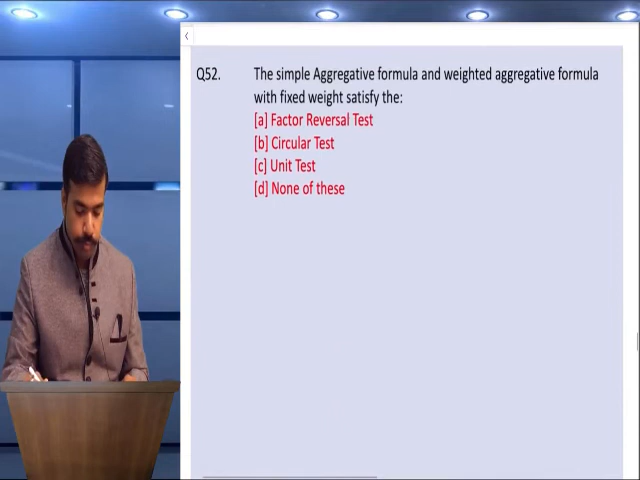 Q52. The simple Aggregative formula and weighted aggregative formula
with fixed weight satisfy the:
[a] Factor Reversal Test
[b] Circular Test
[c] Unit Test
[d] None of these